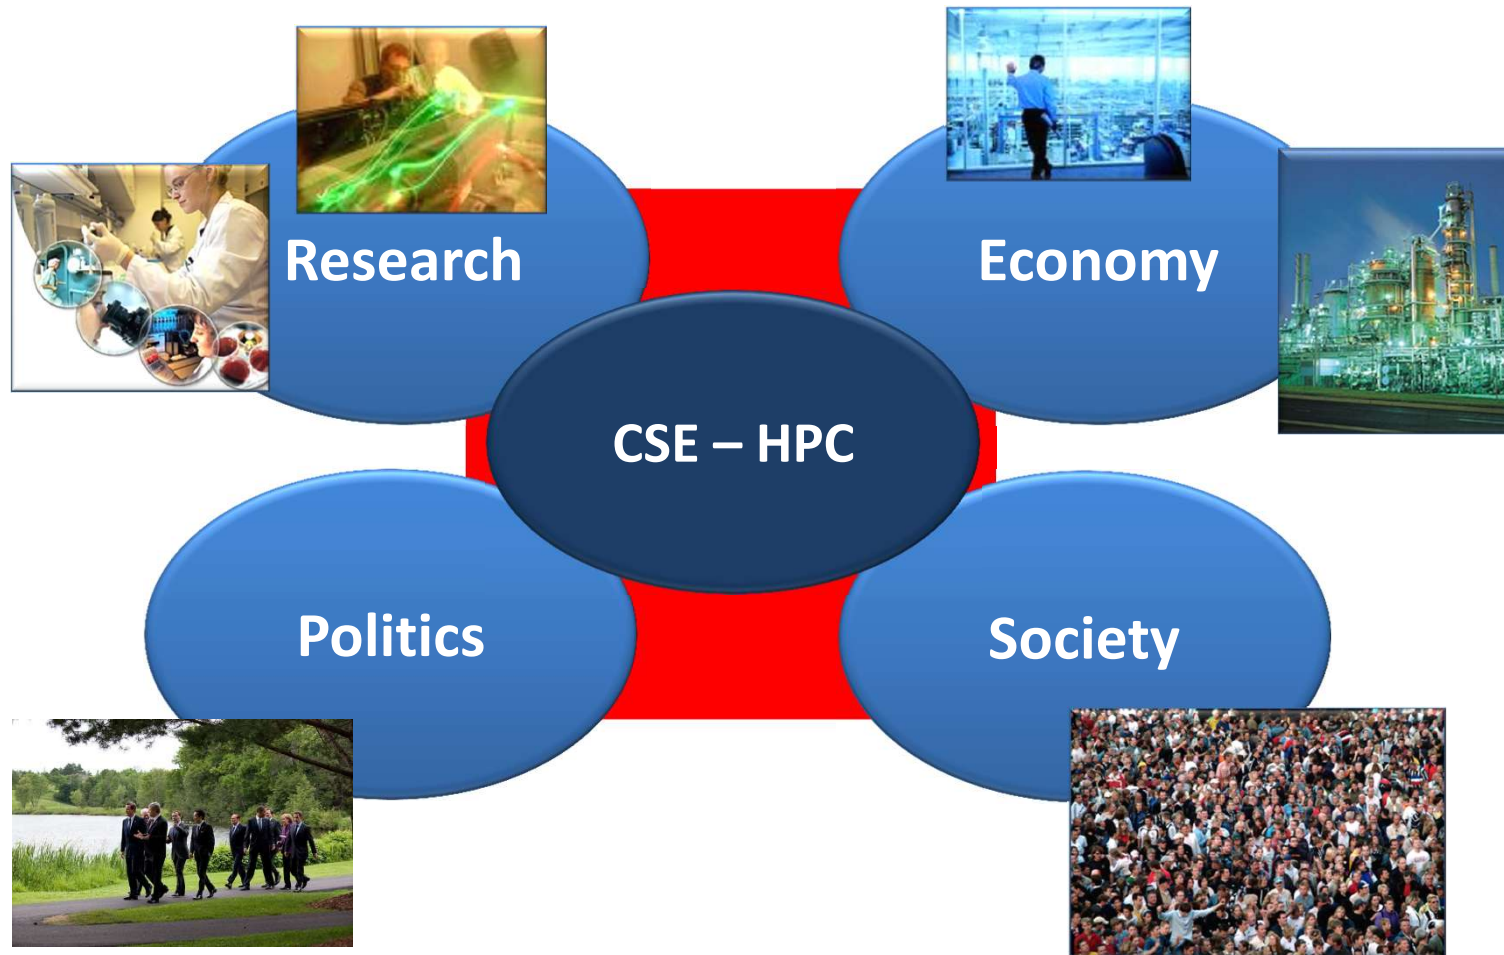 Research
Economy
CSE – HPC
Politics
Society